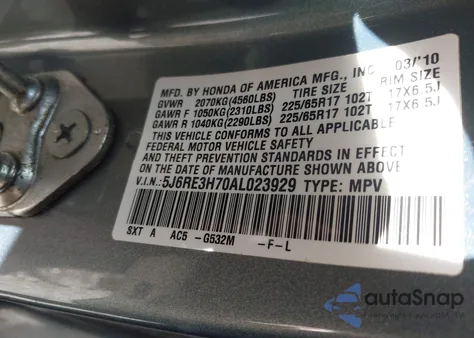 MFD. BY HONDA OF AMERICA MFG., INC. 03/10
GVWR 2070KG(4560LBS) TIRE SIZE RIM SIZE
GAWR F 1050KG(2310LBS) 225/65R17 102T 17X6.5J
GAWR R 1040KG(2290LBS) 225/65R17 102T 17X6.5J
THIS VEHICLE CONFORMS TO ALL APPLICABLE
FEDERAL MOTOR VEHICLE SAFETY
AND THEFT PREVENTION STANDARDS IN EFFECT
ON THE DATE OF MANUFACTURE SHOWN ABOVE
V.I.N.: 5J6RE3H70AL023929 TYPE: MPV
SXT A AC5 -G532M -F-L
autaSnap